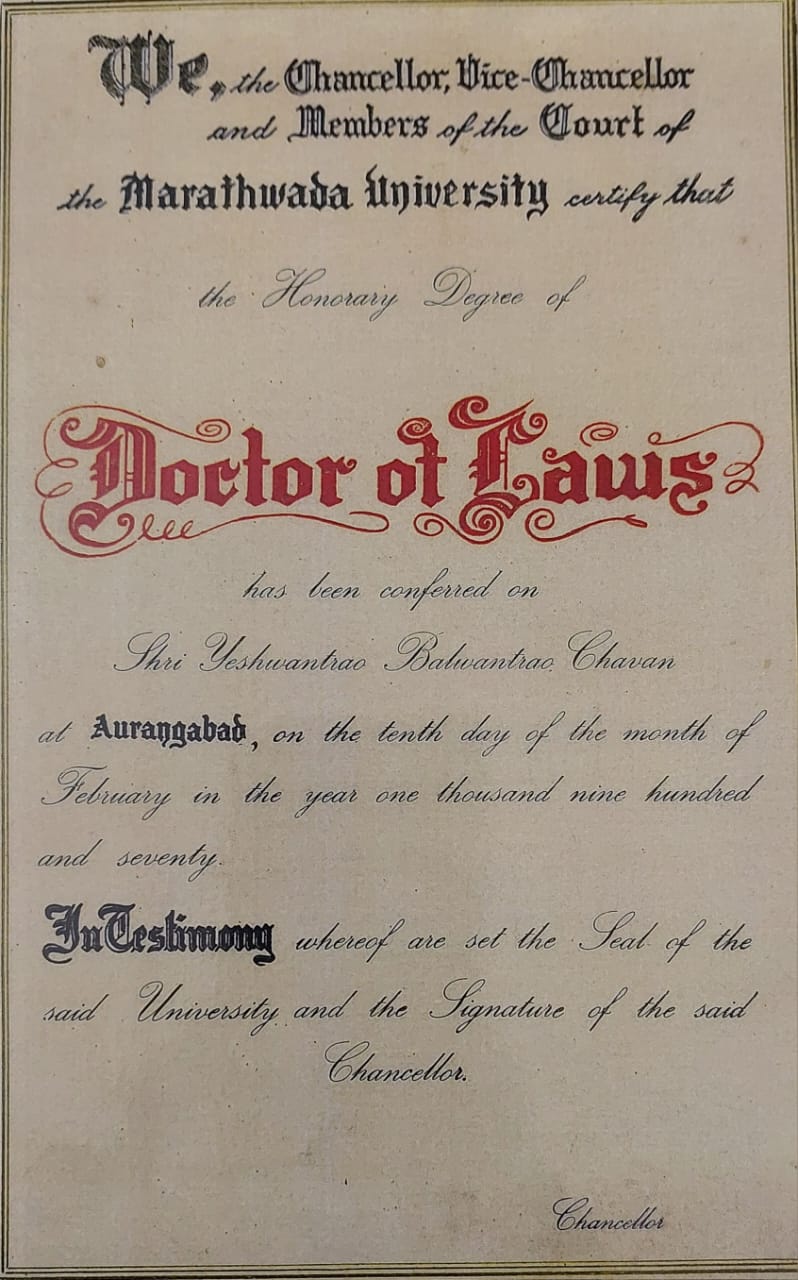 We, the Chancellor, Vice-Chancellor
and Members of the Court of
the Marathwada University certify that
the Honorary Degree of
Doctor of Laws
has been conferred on
Shri Yeshwantrao Balwantrao Chavan
at Aurangabad, on the tenth day of the month of
February in the year one thousand nine hundred
and seventy.
In Testimony whereof are set the Seal of the
said University and the Signature of the said
Chancellor.
Chancellor